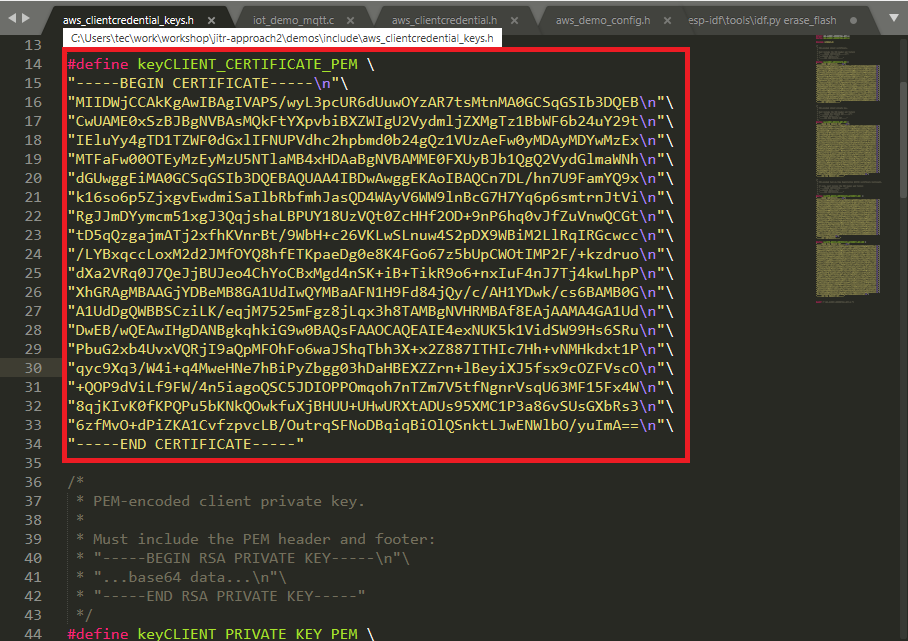 aws_clientcredential_keys.h × iot_demo_mqtt.c × aws_clientcredential.h × aws_demo_config.h × esp-idf\tools\idf.py erase_flash
C:\Users\tec\work\workshop\jitr-approach2\demos\include\aws_clientcredential_keys.h
13
14 #define keyCLIENT_CERTIFICATE_PEM \
15 "-----BEGIN CERTIFICATE-----\n"\
16 "MIIDWjCCAkKgAwIBAgIVAPS/wyL3pcUR6dUuwOYzAR7tsMtnMA0GCSqGSIb3DQEB\n"\
17 "CwUAME0xSzBJBgNVBAsMQkFtYXpvbiBXZWIgU2VydmljZXMgTz1BbWF6b24uY29t\n"\
18 "IEluYy4gTD1TZWF0dGxlIFNUPVdhc2hpbmd0b24gQz1VUzAeFw0yMDAyMDYwMzEx\n"\
19 "MTFaFw00OTEyMzEyMzU5NTlaMB4xHDAaBgNVBAMME0FXUyBJb1QgQ2VydGlmaWNh\n"\
20 "dGUwggEiMA0GCSqGSIb3DQEBAQUAA4IBDwAwggEKAoIBAQCn7DL/hn7U9FamYQ9x\n"\
21 "k16so6p5ZjxgvEwdmiSaIlbRbfmhJasQD4WAyV6WW9lnBcG7H7Yq6p6smtrnJtVi\n"\
22 "RgJJmDYymcm51xgJ3QqjshaLBPUY18UzVQt0ZcHHf2OD+9nP6hq0vJfZuVnwQCGt\n"\
23 "tD5qQzgajmATj2xfhKVnrBt/9WbH+c26VKLwSLnuw4S2pDX9WBiM2LlRqIRGcwcc\n"\
24 "/LYBxqccLoxM2d2JMfOYQ8hfETKpaeDg0e8K4FGo67z5bUpCWOtIMP2F/+kzdruo\n"\
25 "dXa2VRq0J7QeJjBUJeo4ChYoCBxMgd4nSK+iB+TikR9o6+nxIuF4nJ7Tj4kwLhpP\n"\
26 "XhGRAgMBAAGjYDBeMB8GA1UdIwQYMBaAFN1H9Fd84jQy/c/AH1YDwk/cs6BAMB0G\n"\
27 "A1UdDgQWBBSCziLK/eqjM7525mFgz8jLqx3h8TAMBgNVHRMBAf8EAjAAMA4GA1Ud\n"\
28 "DwEB/wQEAwIHgDANBgkqhkiG9w0BAQsFAAOCAQEAIE4exNUK5k1VidSW99Hs6SRu\n"\
29 "PbuG2xb4UvxVQRjI9aQpMFOhFo6waJShqTbh3X+x2Z887ITHIc7Hh+vNMHkdxt1P\n"\
30 "qyc9Xq3/W4i+q4MweHNe7hBiPyZbgg03hDaHBEXZZrn+lBeyiXJ5fsx9cOZFVscO\n"\
31 "+QOP9dViLf9FW/4n5iagoQSC5JDIOPPOmqoh7nTZm7V5tfNgnrVsqU63MF15Fx4W\n"\
32 "8qjKIvK0fKPQPu5bKNkQOwkfuXjBHUU+UHwURXtADUs95XMC1P3a86vSUsGXbRs3\n"\
33 "6zfMvO+dPiZKA1CvfzpvcLB/OutrqSFNoDBqiqBiOlQSnktLJwENWlbO/yuImA==\n"\
34 "-----END CERTIFICATE-----"
35
36 /*
37 * PEM-encoded client private key.
38 *
39 * Must include the PEM header and footer:
40 * "-----BEGIN RSA PRIVATE KEY-----\n"\
41 * "...base64 data...\n"\
42 * "-----END RSA PRIVATE KEY-----"
43 */
44 #define keyCLIENT_PRIVATE_KEY_PEM \